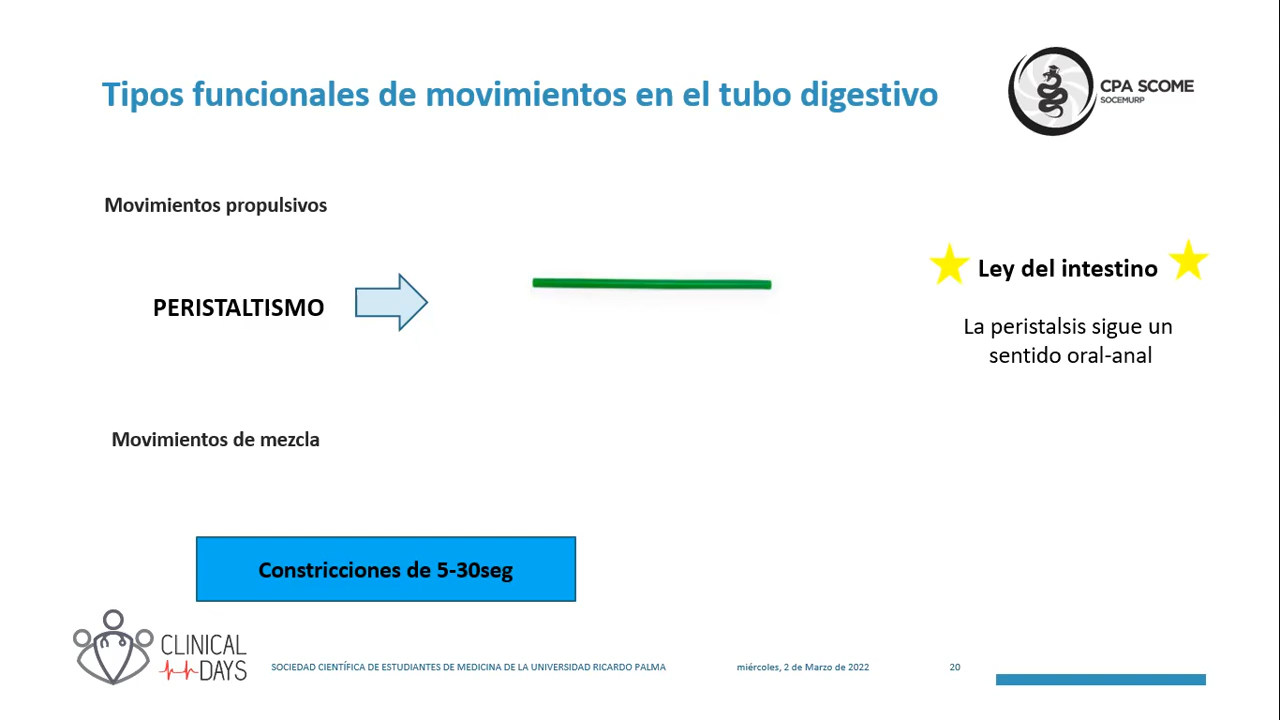 Tipos funcionales de movimientos en el tubo digestivo
CPA SCOME
SOCEMURP
Movimientos propulsivos
PERISTALTISMO
Ley del intestino
La peristalsis sigue un
sentido oral-anal
Movimientos de mezcla
Constricciones de 5-30seg
CLINICAL
DAYS
SOCIEDAD CIENTÍFICA DE ESTUDIANTES DE MEDICINA DE LA UNIVERSIDAD RICARDO PALMA
miércoles, 2 de Marzo de 2022
20